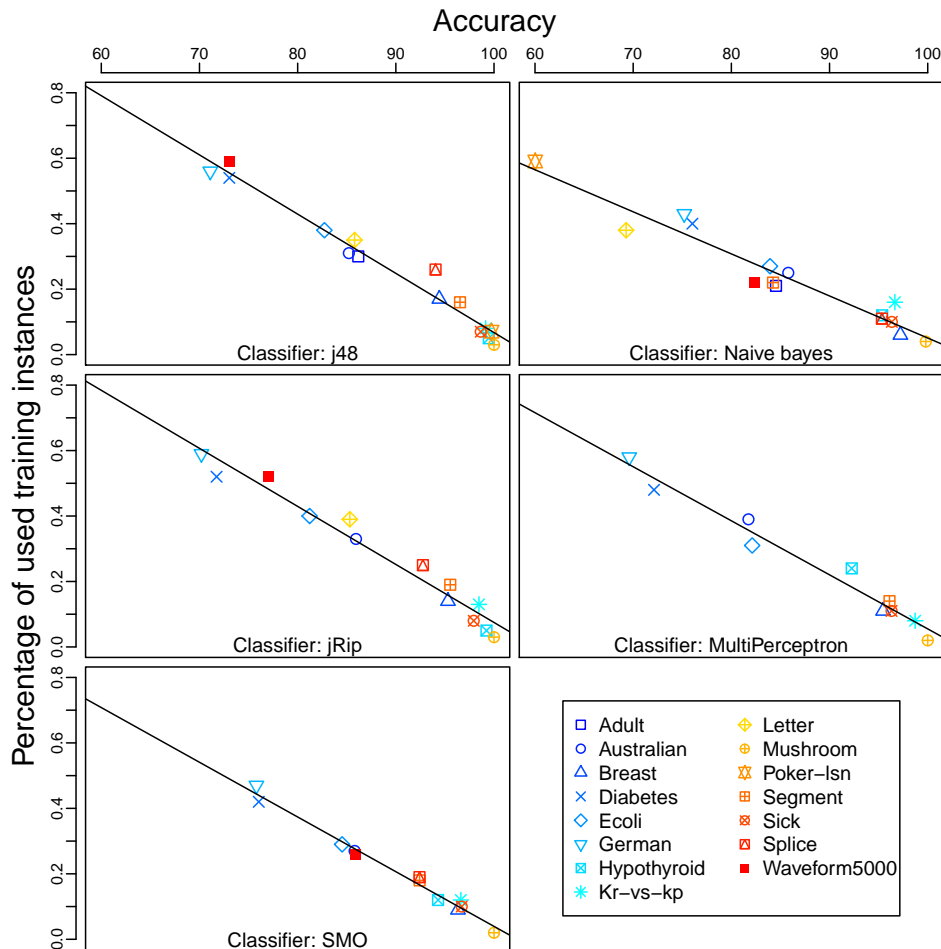 Accuracy
60 70 80 90 100 60 70 80 90 100
Percentage of used training instances
0.0 0.2 0.4 0.6 0.8
Classifier: j48
Classifier: Naive bayes
0.0 0.2 0.4 0.6 0.8
Classifier: jRip
Classifier: MultiPerceptron
0.0 0.2 0.4 0.6 0.8
Classifier: SMO
Adult
Australian
Breast
Diabetes
Ecoli
German
Hypothyroid
Kr−vs−kp
Letter
Mushroom
Poker−lsn
Segment
Sick
Splice
Waveform5000